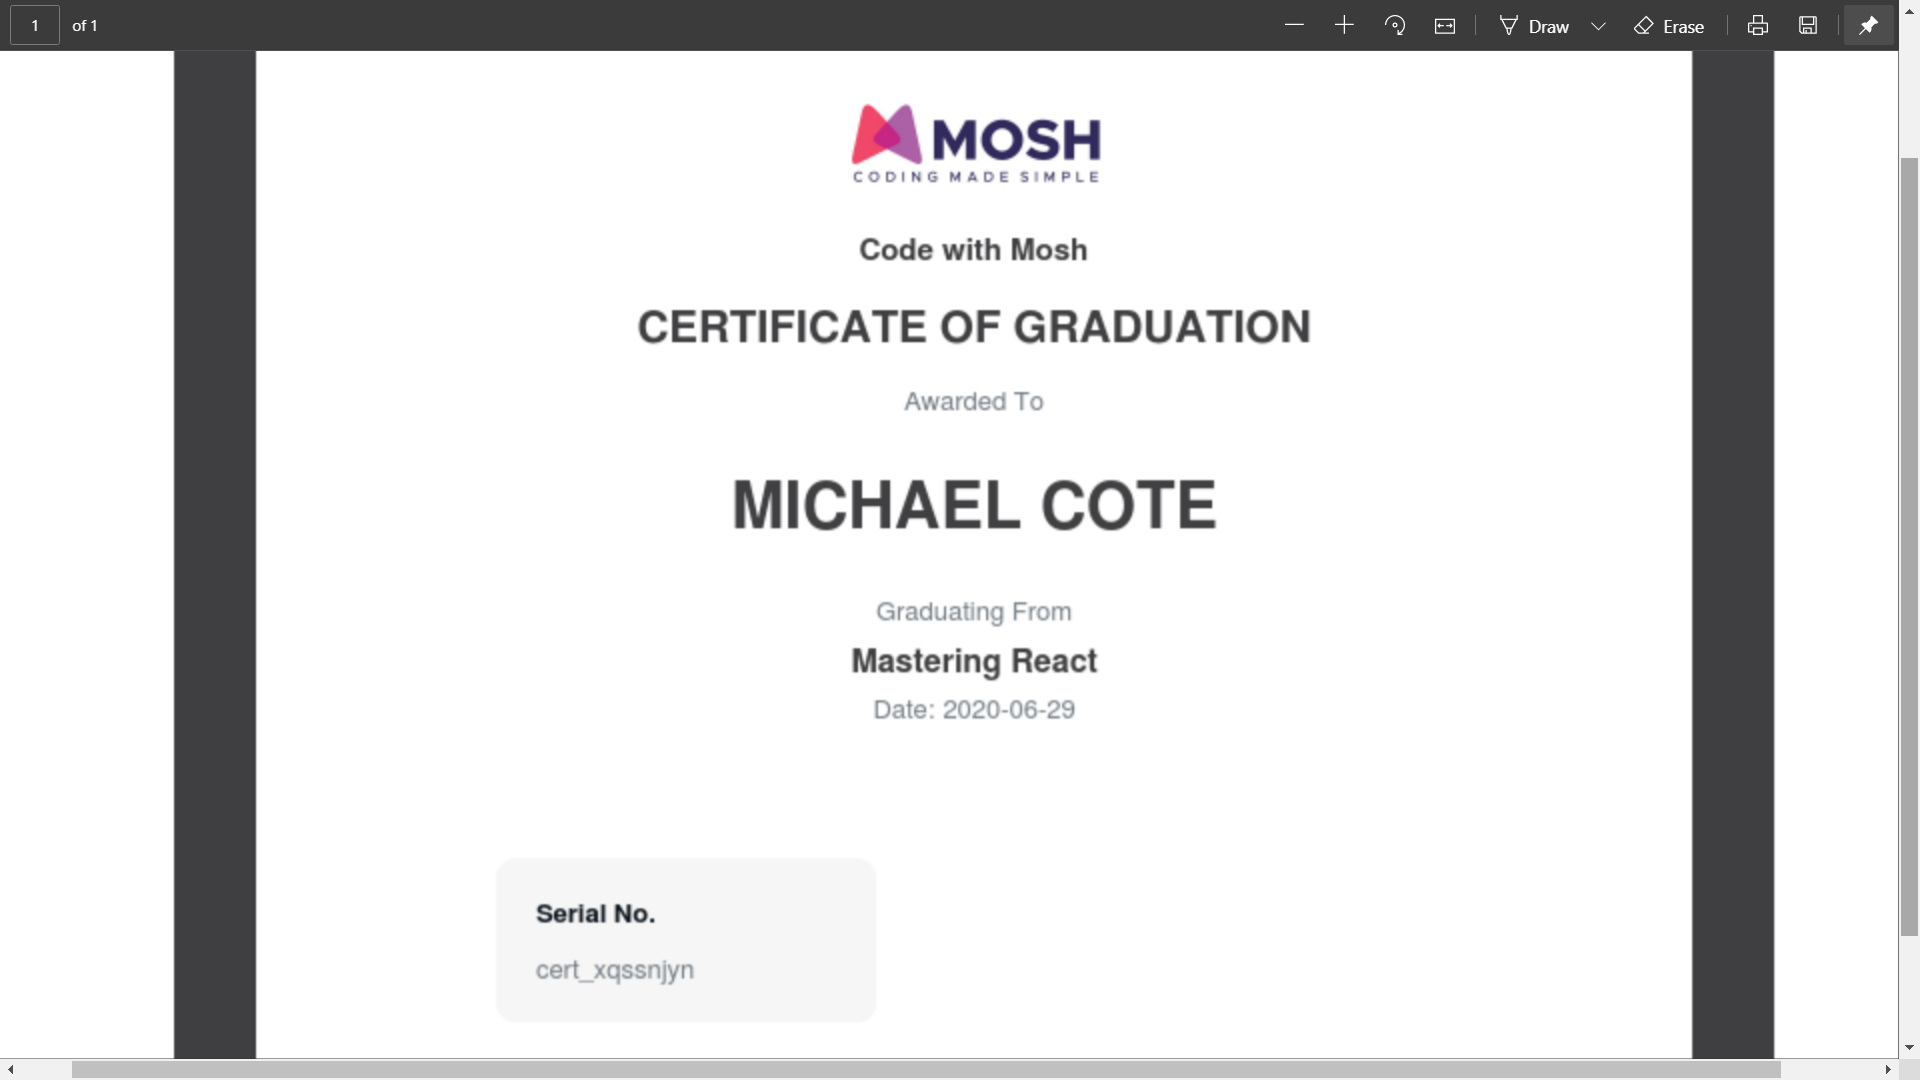 1 of 1 Draw Erase
MOSH
CODING MADE SIMPLE
Code with Mosh
CERTIFICATE OF GRADUATION
Awarded To
MICHAEL COTE
Graduating From
Mastering React
Date: 2020-06-29
Serial No.
cert_xqssnjyn